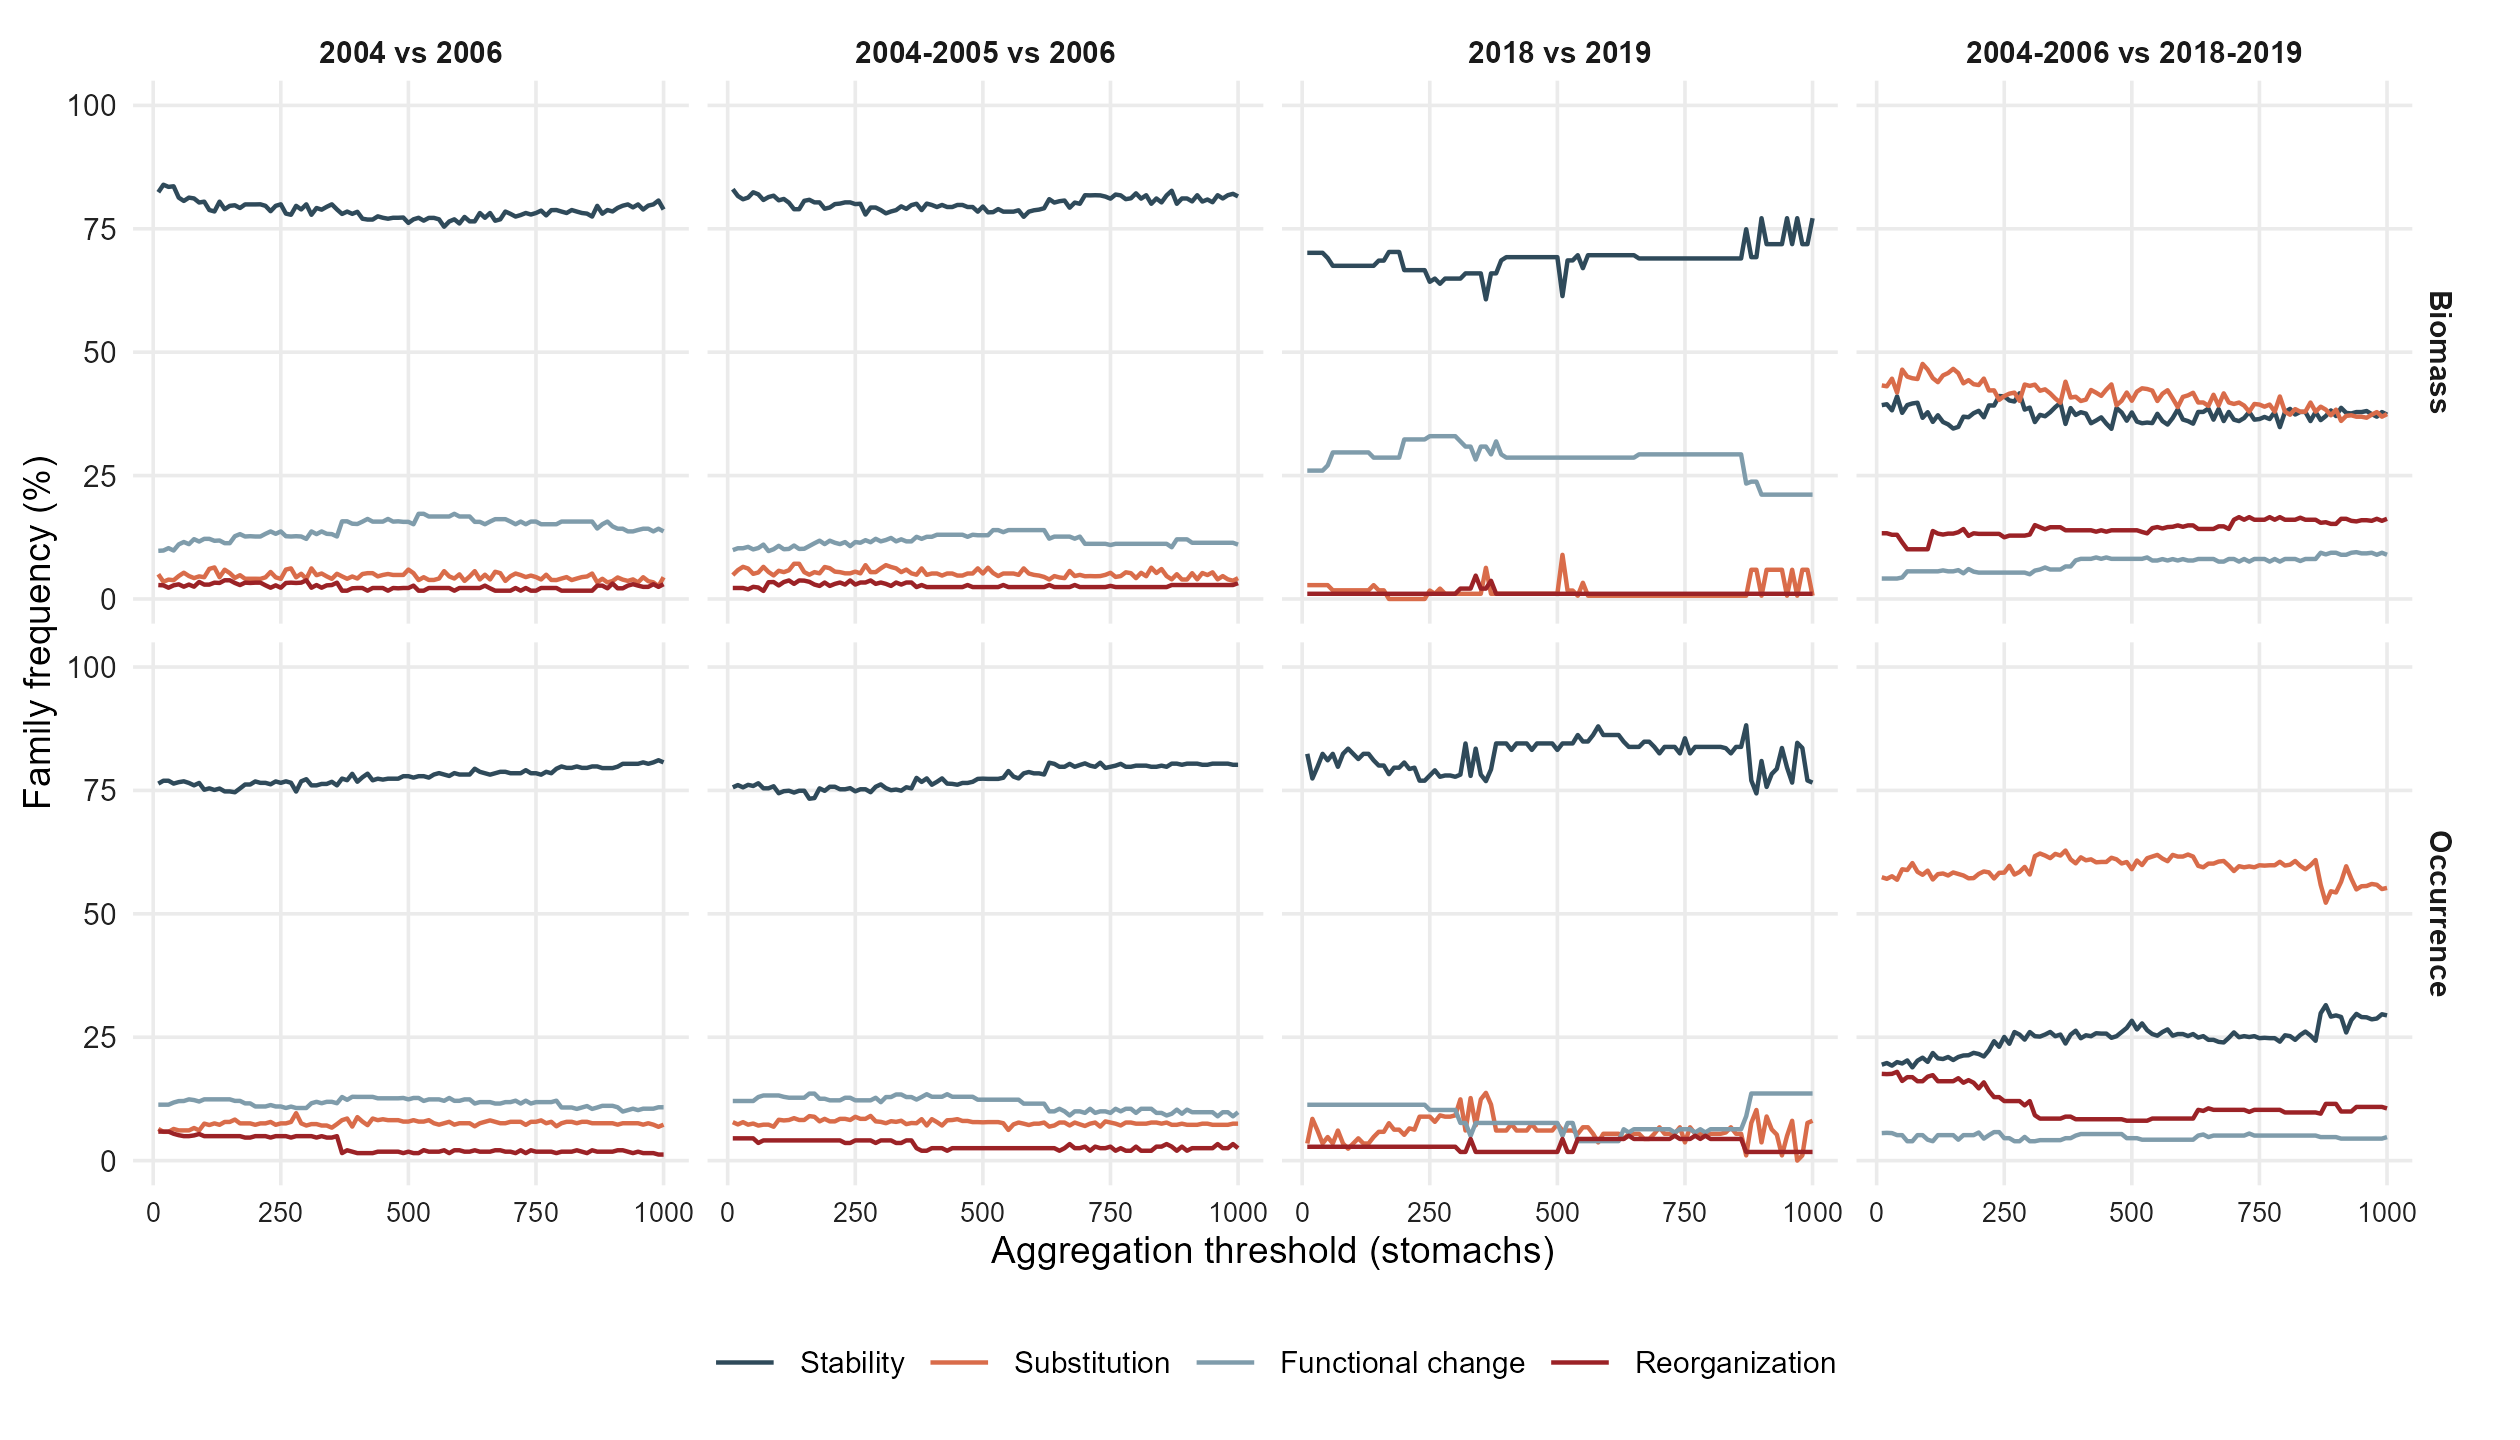 2004 vs 2006
2004-2005 vs 2006
2018 vs 2019
2004-2006 vs 2018-2019
Family frequency (%)
100
75
50
25
0
Biomass
100
75
50
25
0
Occurrence
0 250 500 750 1000
0 250 500 750 1000
0 250 500 750 1000
0 250 500 750 1000
Aggregation threshold (stomachs)
Stability Substitution Functional change Reorganization